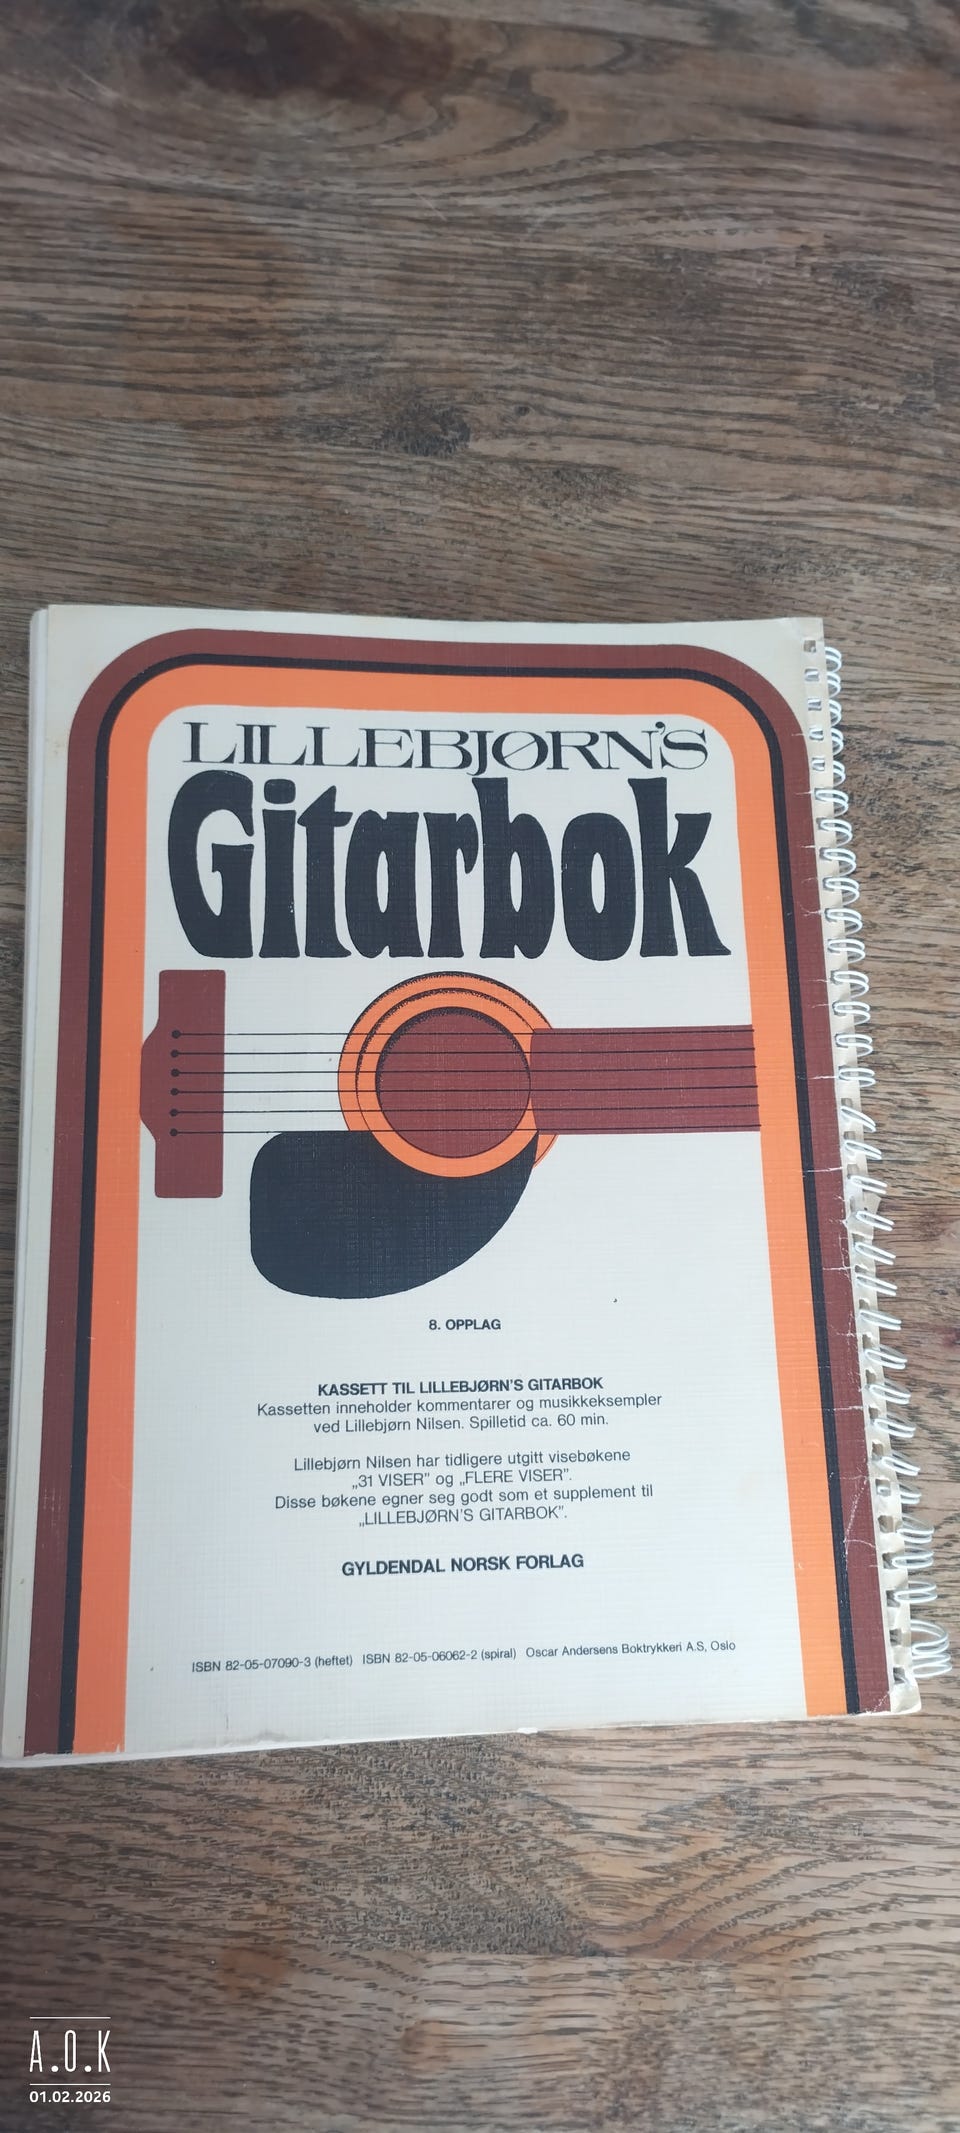 LILLEBJØRN'S
Gitarbok
8. OPPLAG
KASSETT TIL LILLEBJØRN'S GITARBOK
Kassetten inneholder kommentarer og musikkeksempler
ved Lillebjørn Nilsen. Spilletid ca. 60 min.
Lillebjørn Nilsen har tidligere utgitt visebøkene
„31 VISER” og „FLERE VISER”.
Disse bøkene egner seg godt som et supplement til
„LILLEBJØRN'S GITARBOK”.
GYLDENDAL NORSK FORLAG
ISBN 82-05-07090-3 (heftet) ISBN 82-05-06062-2 (spiral) Oscar Andersens Boktrykkeri A.S, Oslo
A.O.K
01.02.2026